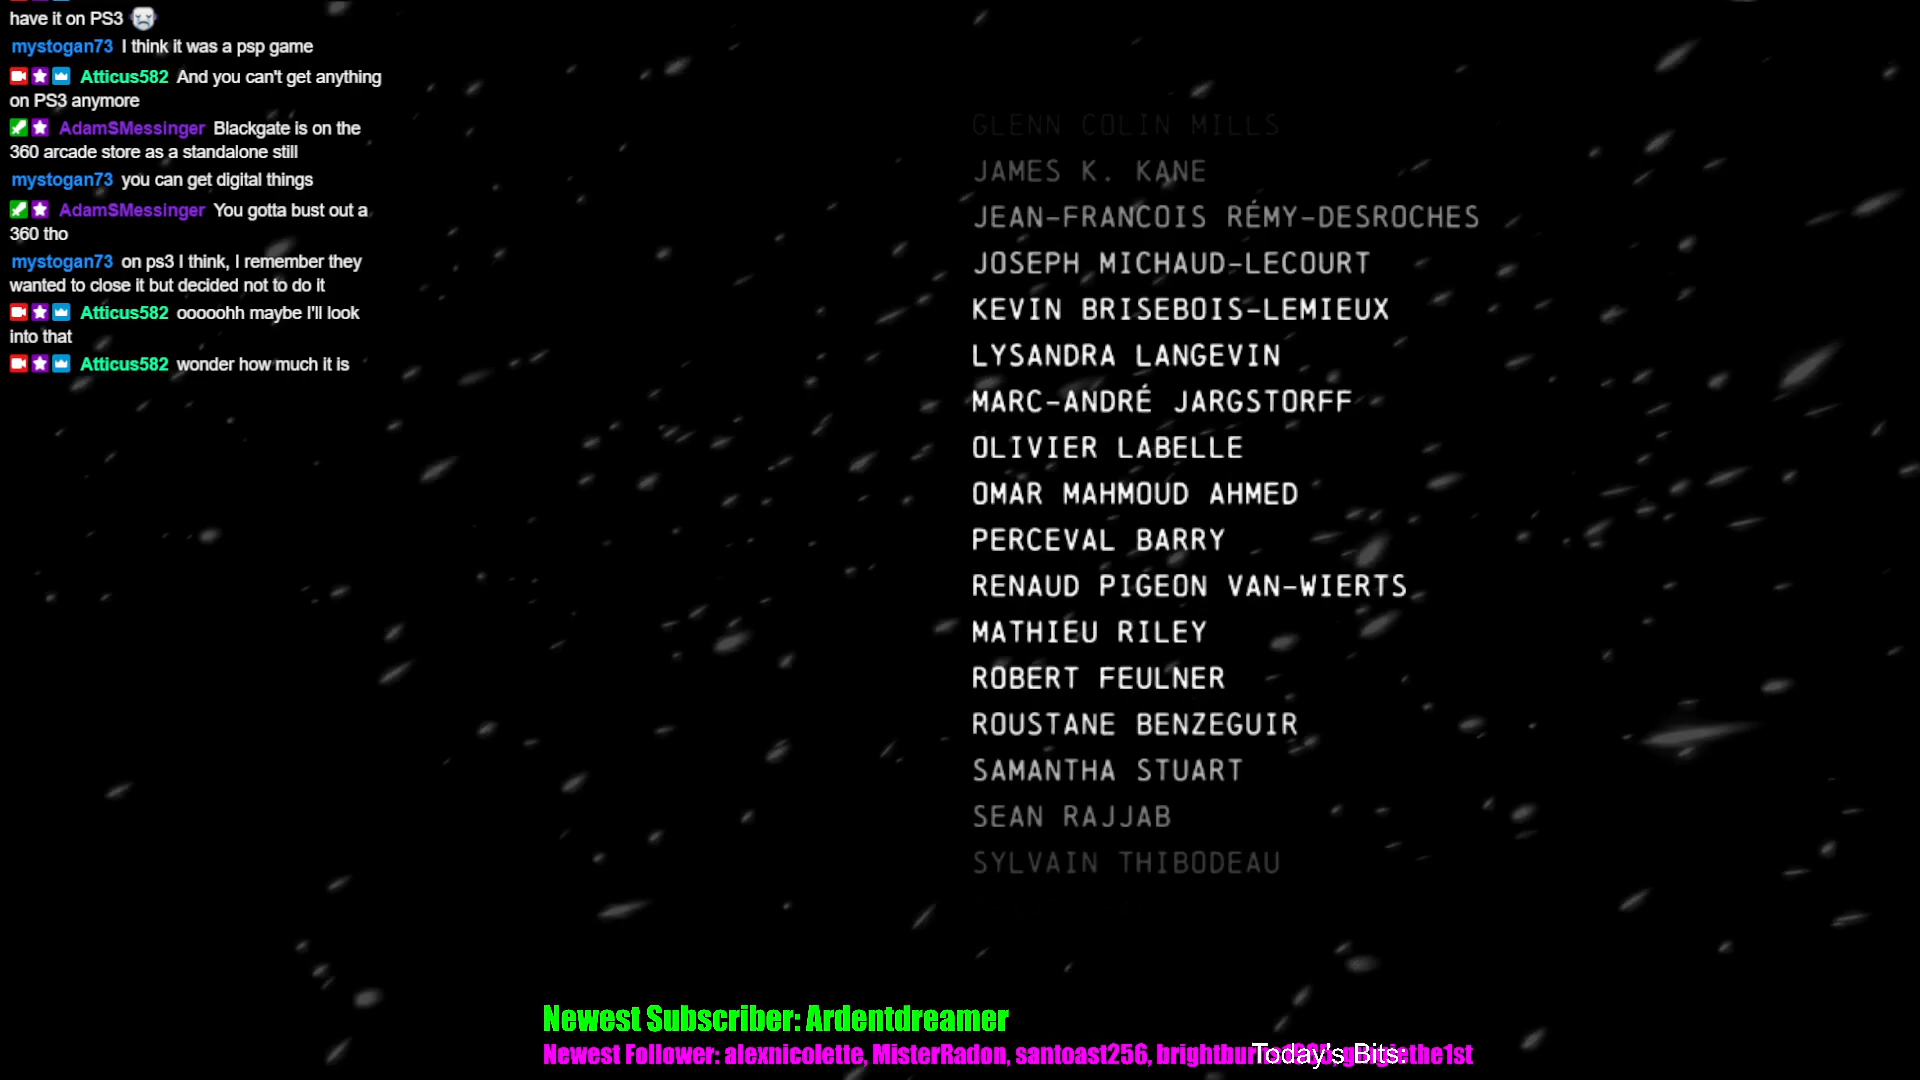 have it on PS3
mystogan73 I think it was a psp game
Atticus582 And you can't get anything
on PS3 anymore
AdamSMessinger Blackgate is on the
360 arcade store as a standalone still
mystogan73 you can get digital things
AdamSMessinger You gotta bust out a
360 tho
mystogan73 on ps3 I think, I remember they
wanted to close it but decided not to do it
Atticus582 ooooohh maybe I'll look
into that
Atticus582 wonder how much it is
GLENN COLIN MILLS
JAMES K. KANE
JEAN-FRANCOIS RÉMY-DESROCHES
JOSEPH MICHAUD-LECOURT
KEVIN BRISEBOIS-LEMIEUX
LYSANDRA LANGEVIN
MARC-ANDRÉ JARGSTORFF
OLIVIER LABELLE
OMAR MAHMOUD AHMED
PERCEVAL BARRY
RENAUD PIGEON VAN-WIERTS
MATHIEU RILEY
ROBERT FEULNER
ROUSTANE BENZEGUIR
SAMANTHA STUART
SEAN RAJJAB
SYLVAIN THIBODEAU
Newest Subscriber: Ardentdreamer
Newest Follower: alexnicolette, MisterRadon, santoast256,
Today's Bits: